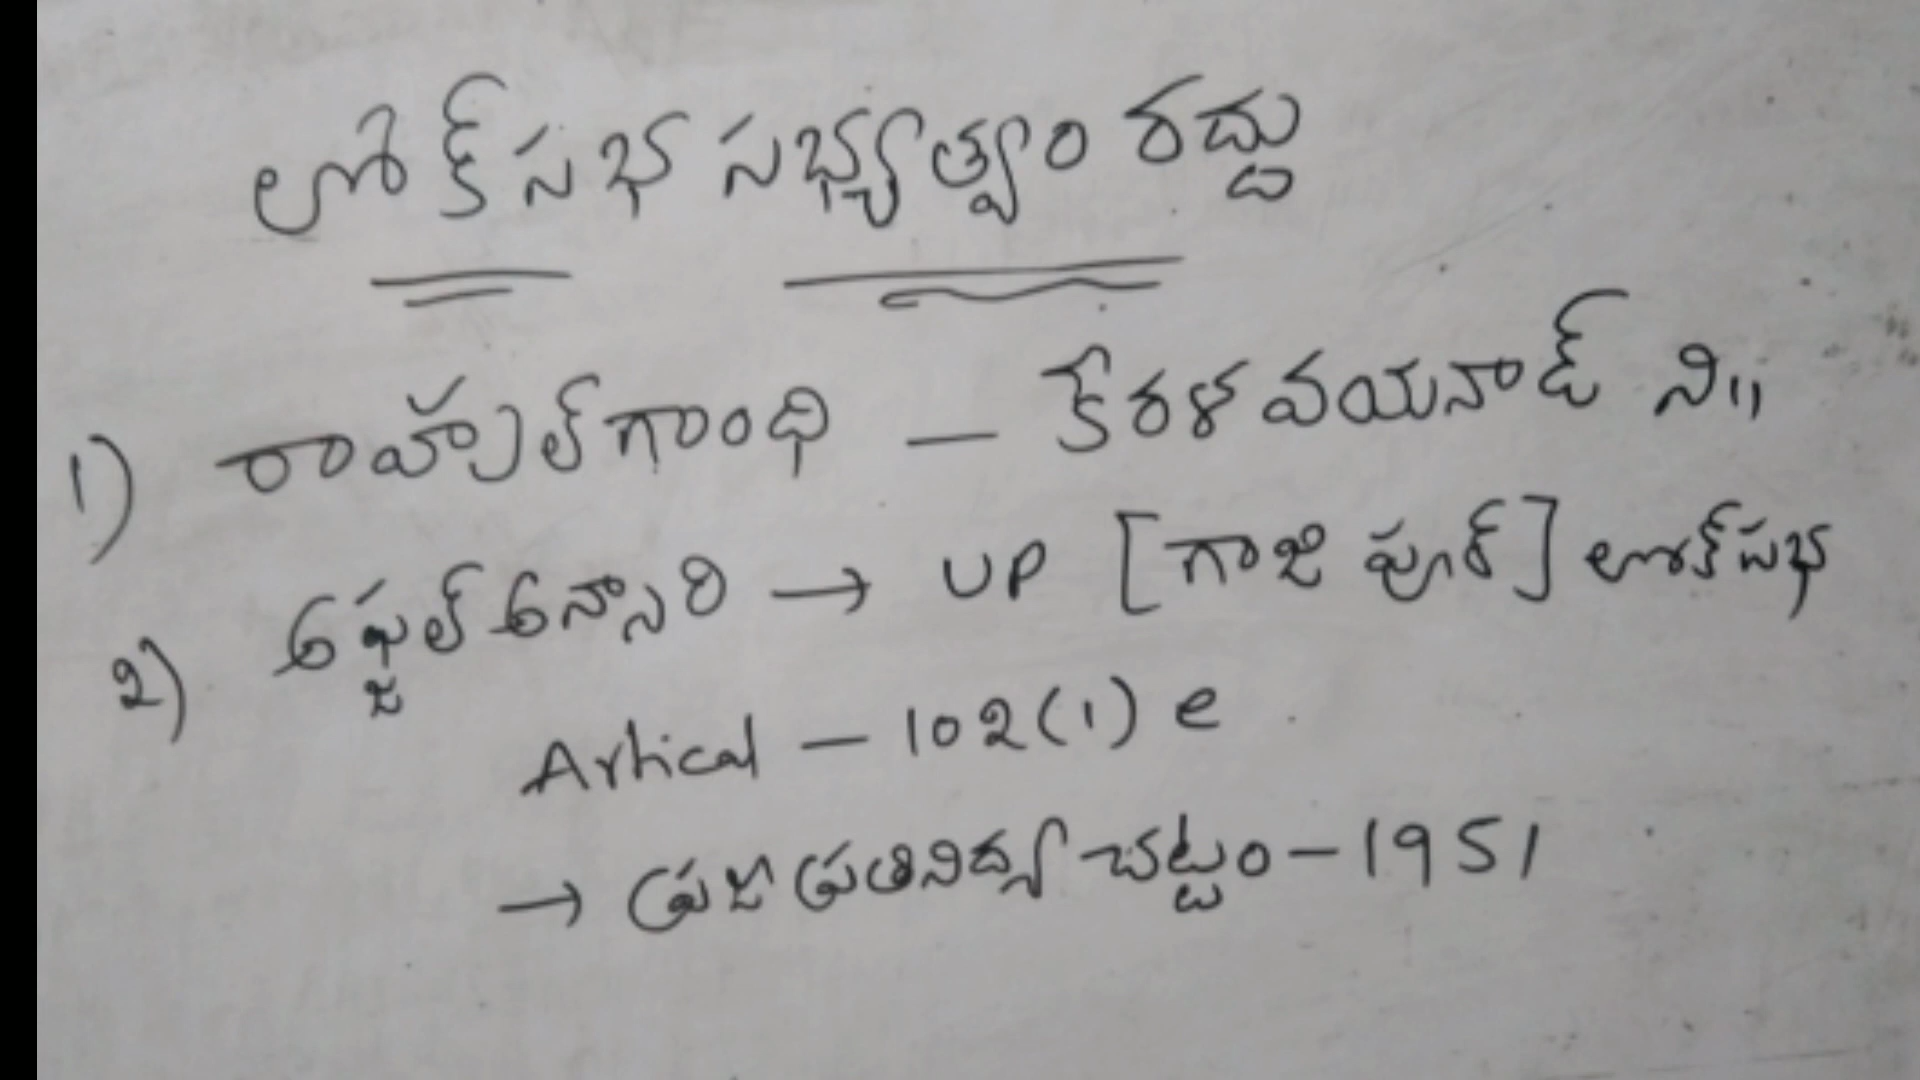 లోక్ సభ సభ్యత్వం రద్దు
1) రాహుల్ గాంధీ – కేరళ వయనాడ్ ని॥
2) అఫ్జల్ అన్సారి → UP [గాజీ పూర్] లోక్ సభ
Artical – 102(1) e
→ ప్రజా ప్రతినిధ్య చట్టం – 1951